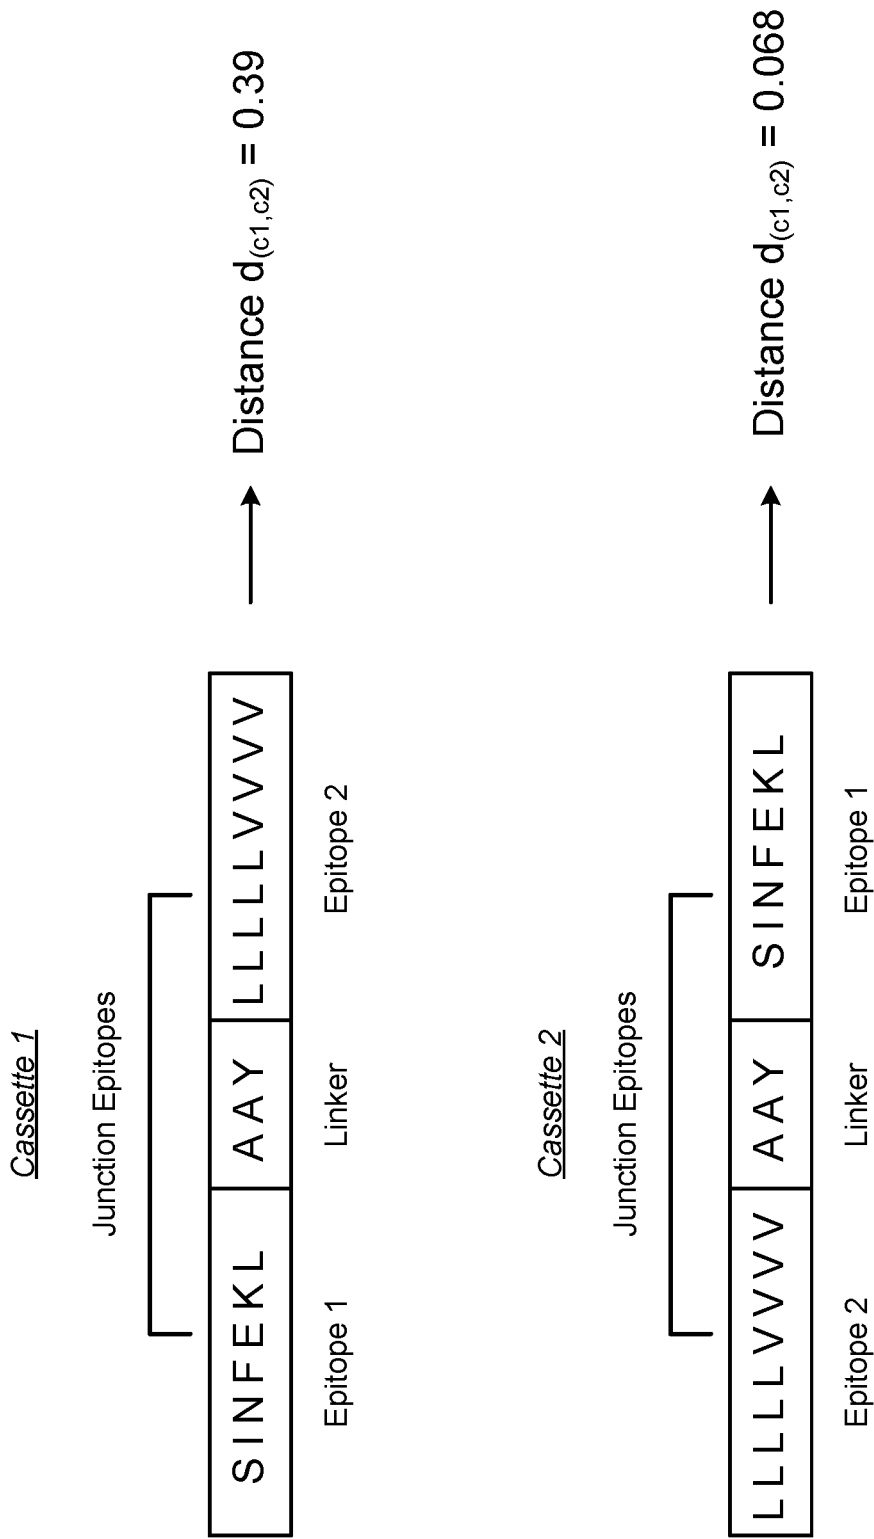 Cassette 1
Junction Epitopes
S I N F E K L A A Y L L L L L V V V V → Distance d(c1,c2) = 0.39
Epitope 1 Linker Epitope 2
Cassette 2
Junction Epitopes
L L L L L V V V V A A Y S I N F E K L → Distance d(c1,c2) = 0.068
Epitope 2 Linker Epitope 1